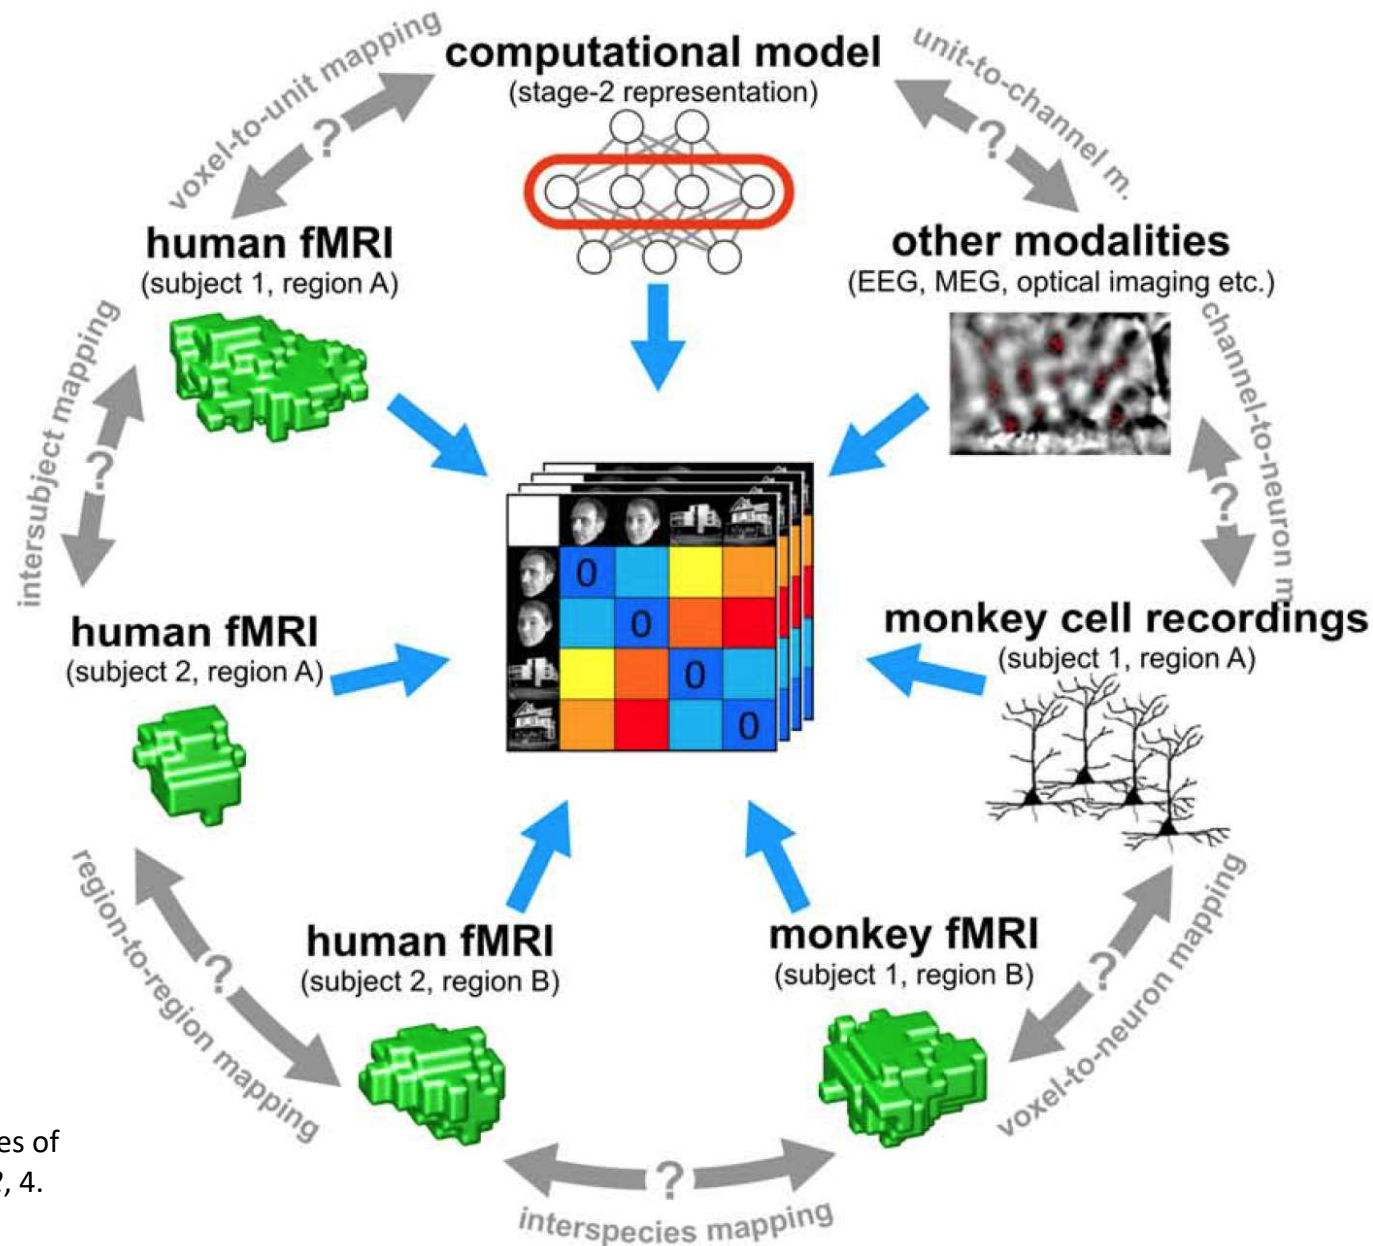 voxel-to-unit mapping
computational model
(stage-2 representation)
unit-to-channel m.
?
?
human fMRI
(subject 1, region A)
other modalities
(EEG, MEG, optical imaging etc.)
intersubject mapping
?
channel-to-neuron m.
?
0
0
0
0
human fMRI
(subject 2, region A)
monkey cell recordings
(subject 1, region A)
region-to-region mapping
?
human fMRI
(subject 2, region B)
monkey fMRI
(subject 1, region B)
?
voxel-to-neuron mapping
es of
, 4.
?
interspecies mapping